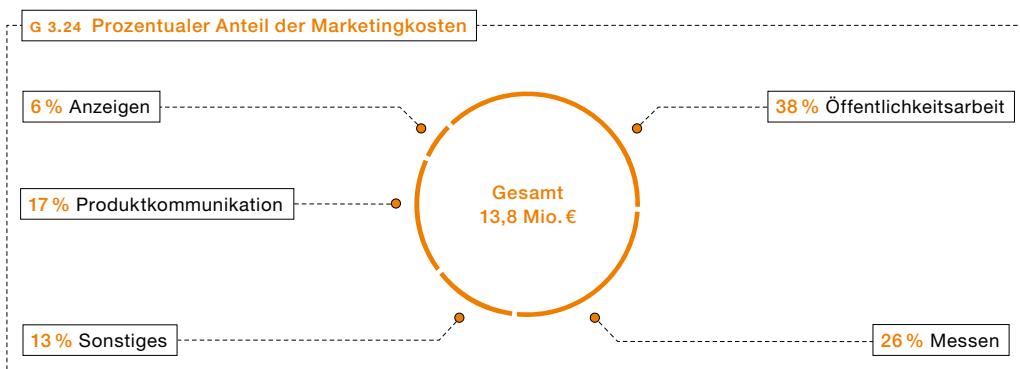 G 3.24 Prozentualer Anteil der Marketingkosten
6 % Anzeigen
38 % Öffentlichkeitsarbeit
17 % Produktkommunikation
Gesamt
13,8 Mio. €
13 % Sonstiges
26 % Messen